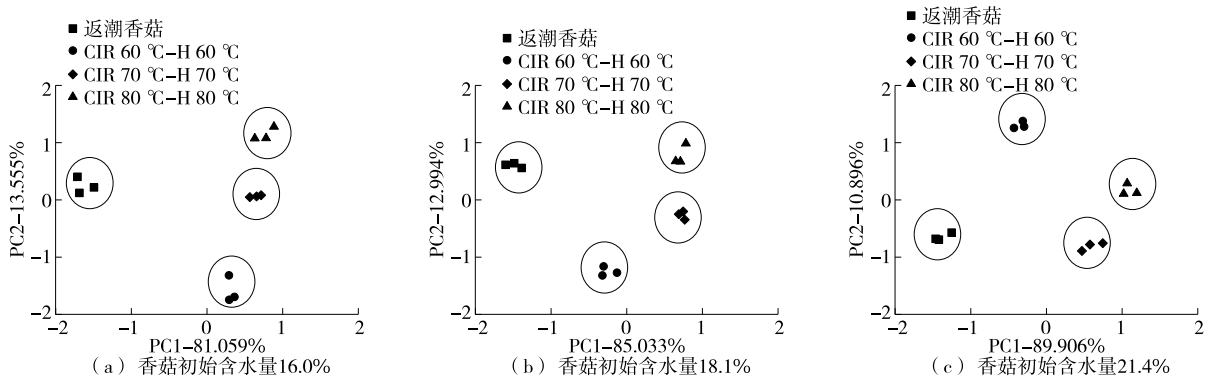 返潮香菇
CIR 60 ℃-H 60 ℃
CIR 70 ℃-H 70 ℃
CIR 80 ℃-H 80 ℃
PC2-13.555%
2
1
0
-1
-2
-2 -1 0 1 2
PC1-81.059%
(a) 香菇初始含水量16.0%
返潮香菇
CIR 60 ℃-H 60 ℃
CIR 70 ℃-H 70 ℃
CIR 80 ℃-H 80 ℃
PC2-12.994%
2
1
0
-1
-2
-2 -1 0 1 2
PC1-85.033%
(b) 香菇初始含水量18.1%
返潮香菇
CIR 60 ℃-H 60 ℃
CIR 70 ℃-H 70 ℃
CIR 80 ℃-H 80 ℃
PC2-10.896%
2
1
0
-1
-2
-2 -1 0 1 2
PC1-89.906%
(c) 香菇初始含水量21.4%